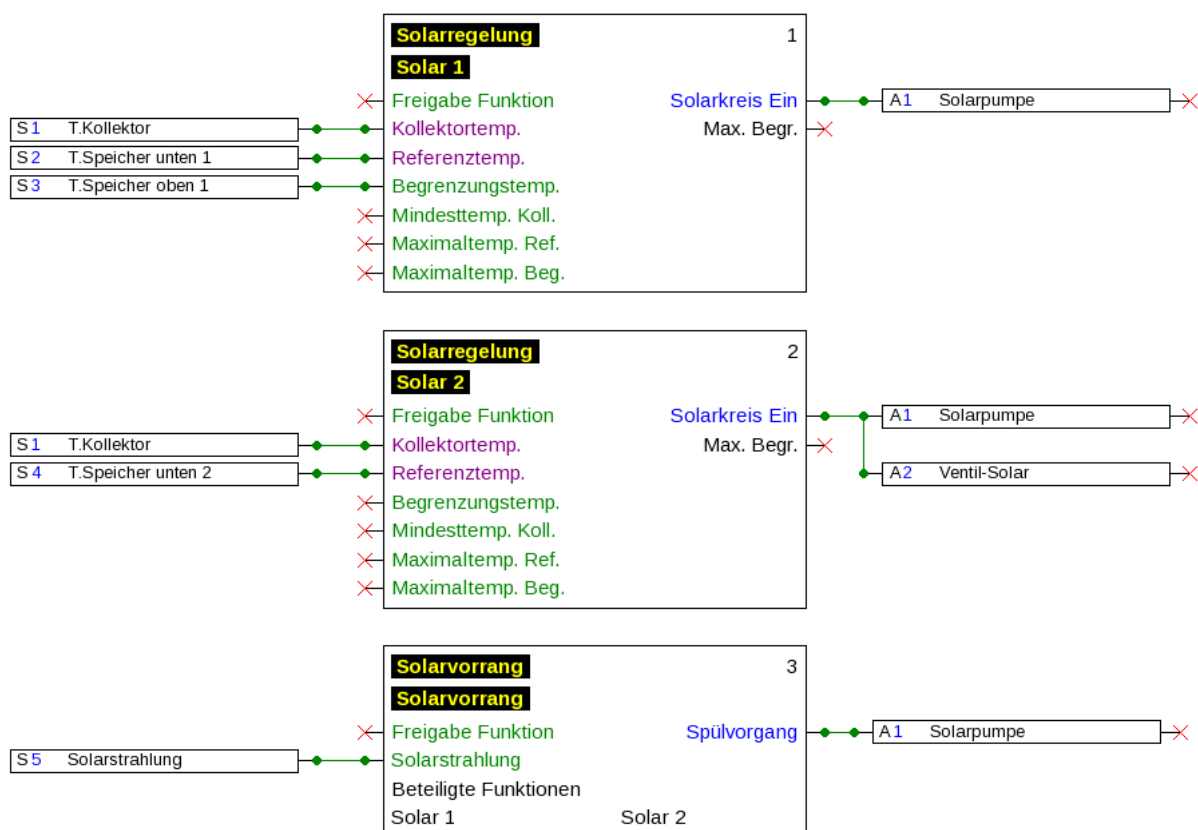 Solarregelung 1
Solar 1
Freigabe Funktion Solarkreis Ein A1 Solarpumpe
S1 T.Kollektor Kollektortemp. Max. Begr.
S2 T.Speicher unten 1 Referenztemp.
S3 T.Speicher oben 1 Begrenzungstemp.
Mindesttemp. Koll.
Maximaltemp. Ref.
Maximaltemp. Beg.
Solarregelung 2
Solar 2
Freigabe Funktion Solarkreis Ein A1 Solarpumpe
S1 T.Kollektor Kollektortemp. Max. Begr.
S4 T.Speicher unten 2 Referenztemp. A2 Ventil-Solar
Begrenzungstemp.
Mindesttemp. Koll.
Maximaltemp. Ref.
Maximaltemp. Beg.
Solarvorrang 3
Solarvorrang
Freigabe Funktion Spülvorgang A1 Solarpumpe
S5 Solarstrahlung Solarstrahlung
Beteiligte Funktionen
Solar 1 Solar 2